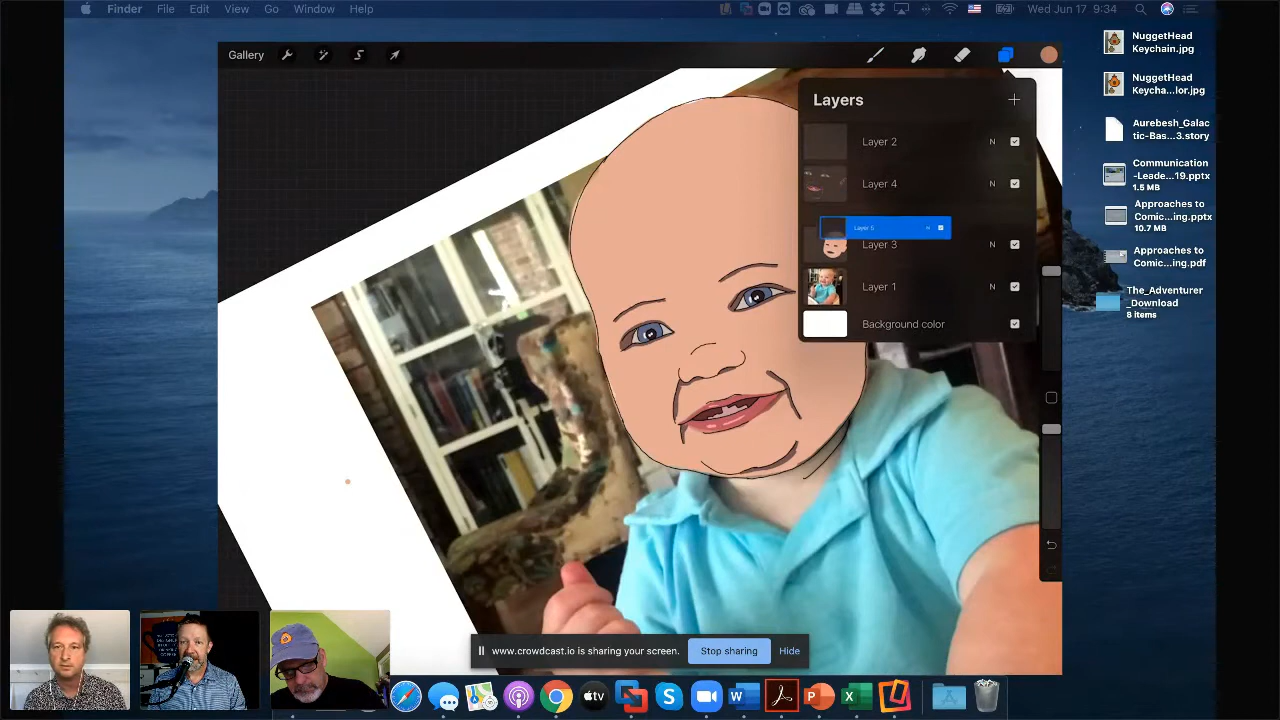 Finder File Edit View Go Window Help
Wed Jun 17 9:34
Gallery
Layers
Layer 2 N
Layer 4 N
Layer 5 N
Layer 3 N
Layer 1 N
Background color
NuggetHead
Keychain.jpg
NuggetHead
Keycha...lor.jpg
Aurebesh_Galac
tic-Bas...3.story
Communication
-Leade...19.pptx
1.5 MB
Approaches to
Comic...ing.pptx
10.7 MB
Approaches to
Comic...ing.pdf
The_Adventurer
_Download
8 items
www.crowdcast.io is sharing your screen.
Stop sharing
Hide